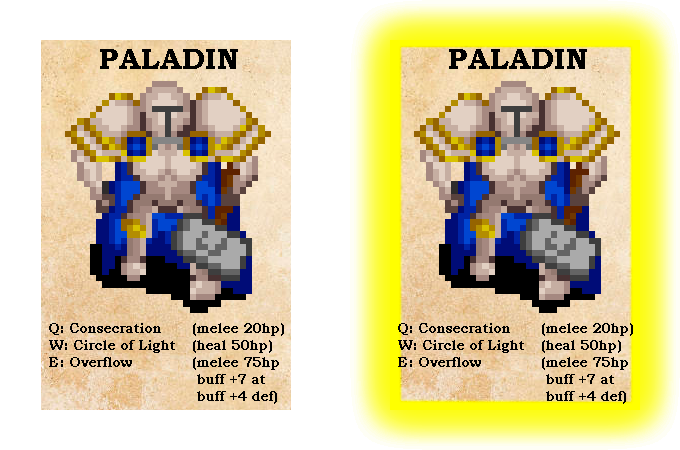 PALADIN
Q: Consecration (melee 20hp)
W: Circle of Light (heal 50hp)
E: Overflow (melee 75hp
buff +7 at
buff +4 def)
PALADIN
Q: Consecration (melee 20hp)
W: Circle of Light (heal 50hp)
E: Overflow (melee 75hp
buff +7 at
buff +4 def)